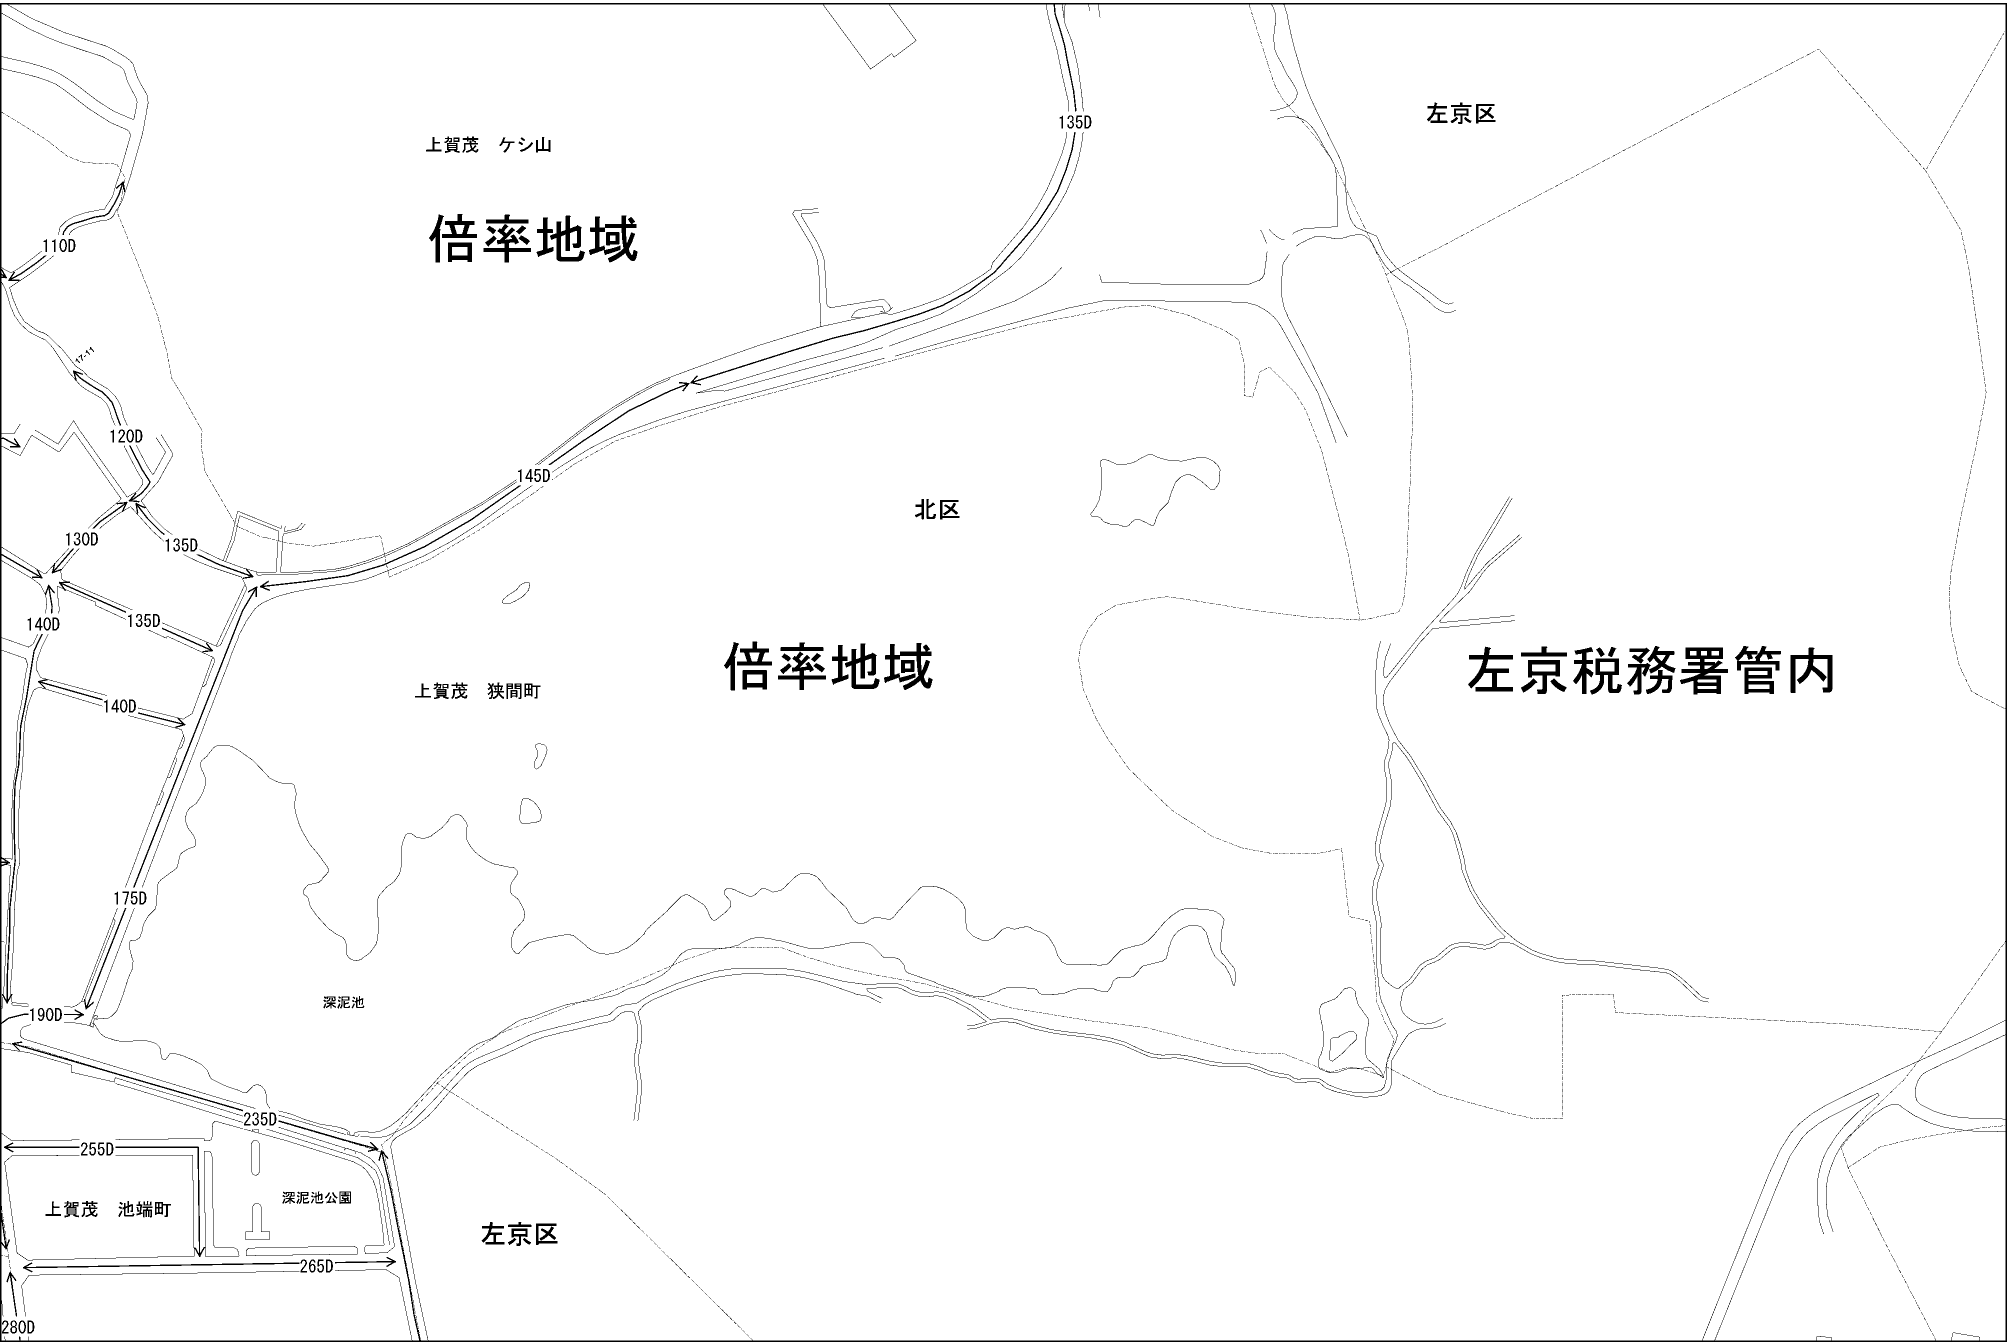 左京区
135D
上賀茂　ケシ山
倍率地域
110D
17-11
120D
145D
北区
130D
135D
135D
140D
倍率地域
左京税務署管内
上賀茂　狭間町
140D
175D
深泥池
190D
235D
255D
深泥池公園
上賀茂　池端町
左京区
265D
280D